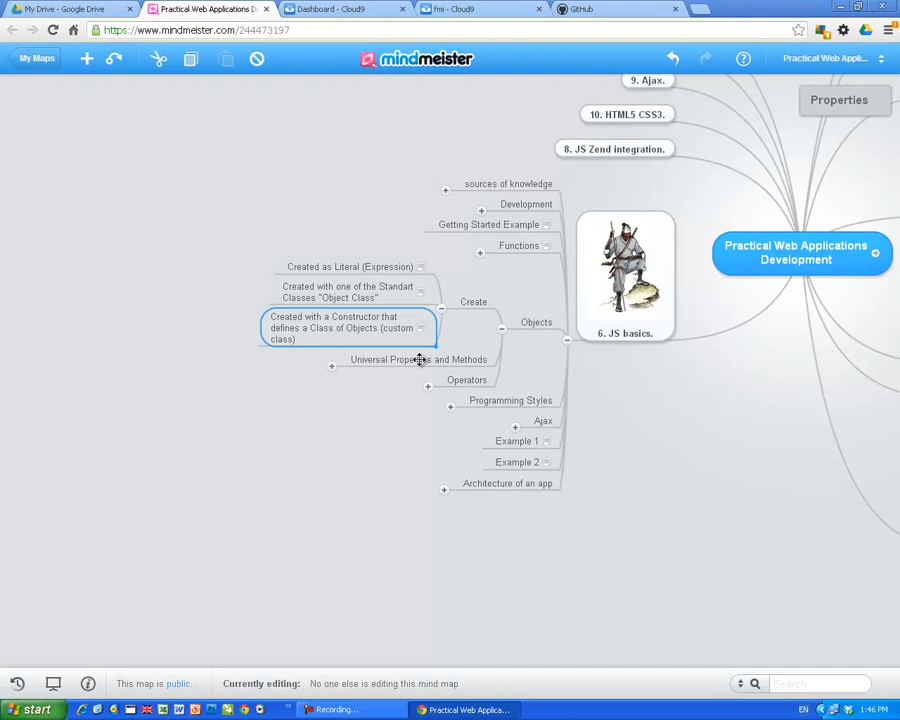 My Drive - Google Drive
Practical Web Applications D
Dashboard - Cloud9
fmi - Cloud9
GitHub
https://www.mindmeister.com/244473197
My Maps
mindmeister
Practical Web Appli...
9. Ajax.
Properties
10. HTML5 CSS3.
8. JS Zend integration.
sources of knowledge
Development
Getting Started Example
Functions
Created as Literal (Expression)
Created with one of the Standart
Classes "Object Class"
Create
Created with a Constructor that
defines a Class of Objects (custom
class)
Objects
Universal Properties and Methods
Operators
Programming Styles
Ajax
Example 1
Example 2
Architecture of an app
6. JS basics.
Practical Web Applications
Development
This map is public...
Currently editing: No one else is editing this mind map
Search
start
Recording...
Practical Web Applica...
EN
1:46 PM